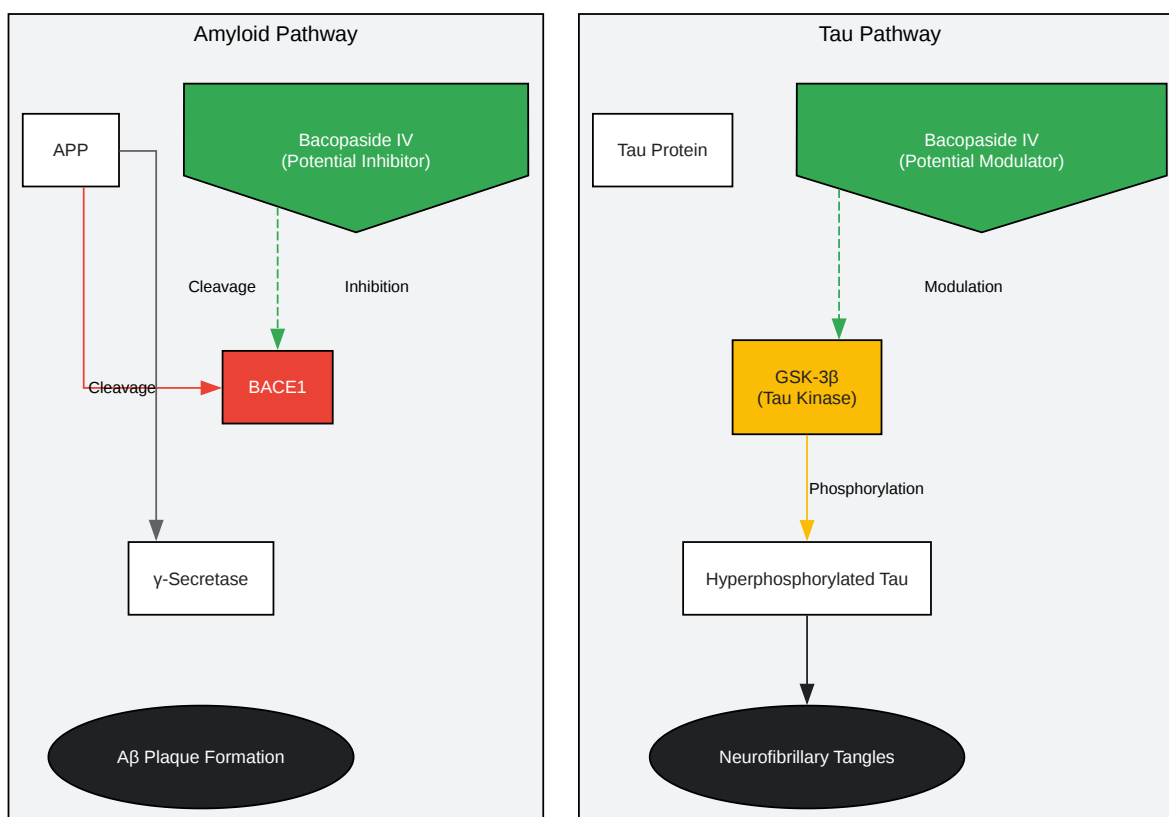 Amyloid Pathway
APP
Bacopaside IV
(Potential Inhibitor)
Cleavage
Inhibition
Cleavage
BACE1
γ-Secretase
Aβ Plaque Formation
Tau Pathway
Tau Protein
Bacopaside IV
(Potential Modulator)
Modulation
GSK-3β
(Tau Kinase)
Phosphorylation
Hyperphosphorylated Tau
Neurofibrillary Tangles